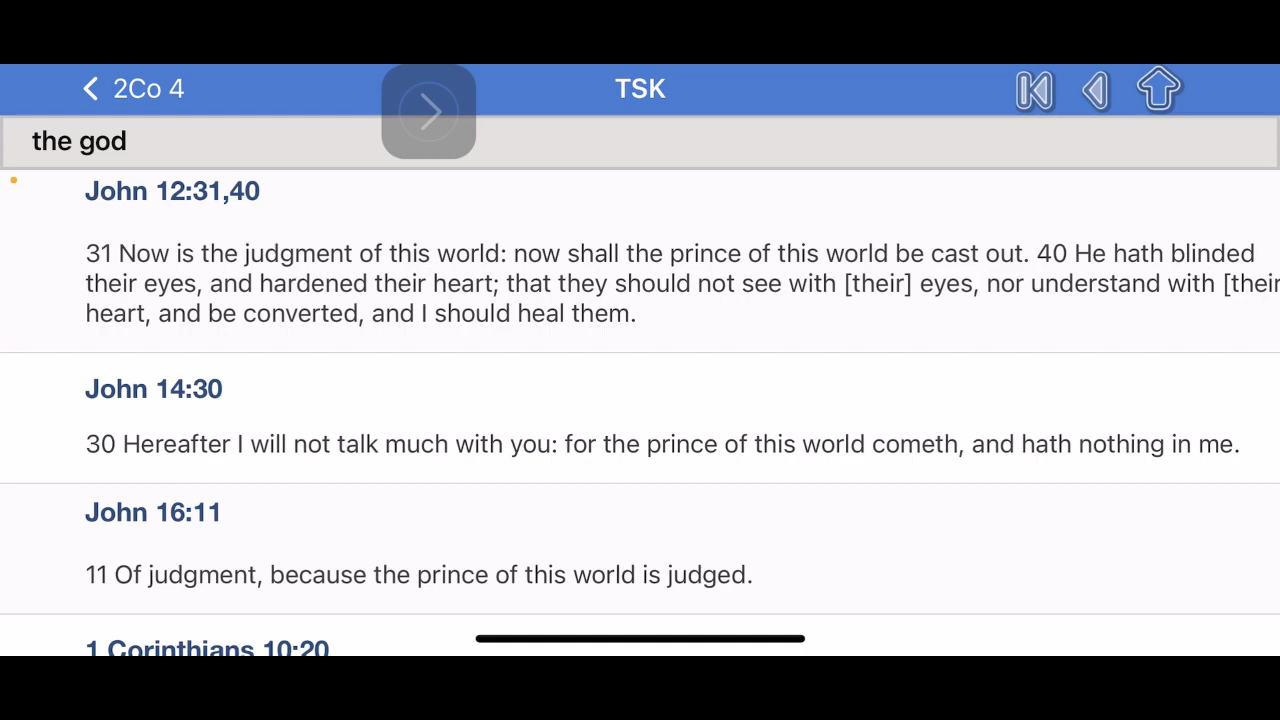 2Co 4
TSK
the god
John 12:31,40
31 Now is the judgment of this world: now shall the prince of this world be cast out. 40 He hath blinded
their eyes, and hardened their heart; that they should not see with [their] eyes, nor understand with [their
heart, and be converted, and I should heal them.
John 14:30
30 Hereafter I will not talk much with you: for the prince of this world cometh, and hath nothing in me.
John 16:11
11 Of judgment, because the prince of this world is judged.
1 Corinthians 10:20